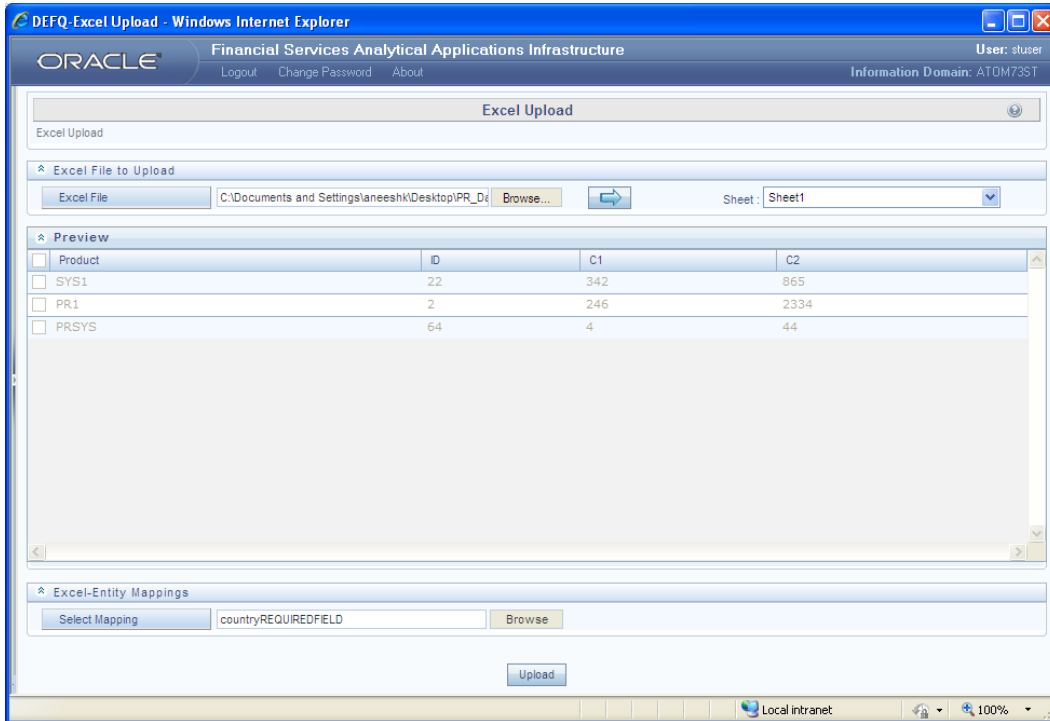 DEFQ-Excel Upload - Windows Internet Explorer
ORACLE
Financial Services Analytical Applications Infrastructure
User: stuser
Logout Change Password About
Information Domain: ATOM73ST
Excel Upload
Excel Upload
Excel File to Upload
Excel File C:\Documents and Settings\aneeshk\Desktop\PR_Da Browse... Sheet : Sheet1
Preview
Product ID C1 C2
SYS1 22 342 865
PR1 2 246 2334
PRSYS 64 4 44
Excel-Entity Mappings
Select Mapping countryREQUIREDFIELD Browse
Upload
Local intranet 100%